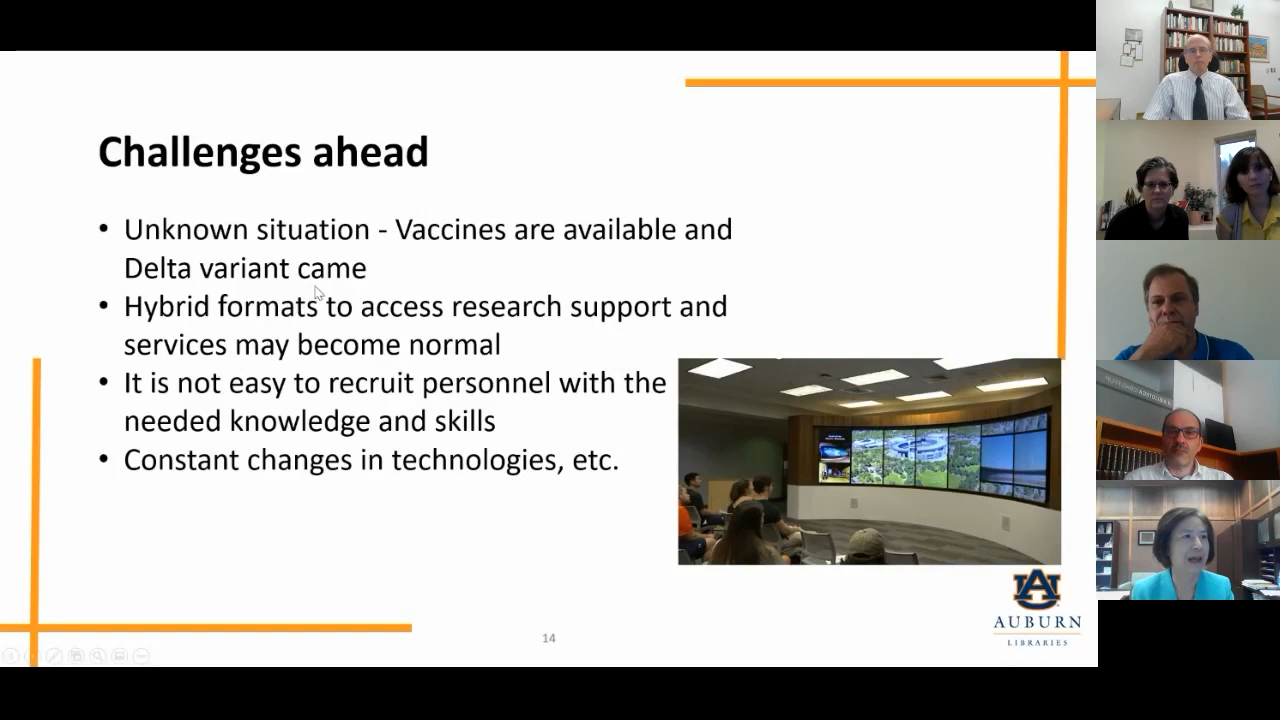 Challenges ahead
• Unknown situation - Vaccines are available and
Delta variant came
• Hybrid formats to access research support and
services may become normal
• It is not easy to recruit personnel with the
needed knowledge and skills
• Constant changes in technologies, etc.
AU
AUBURN
LIBRARIES
14